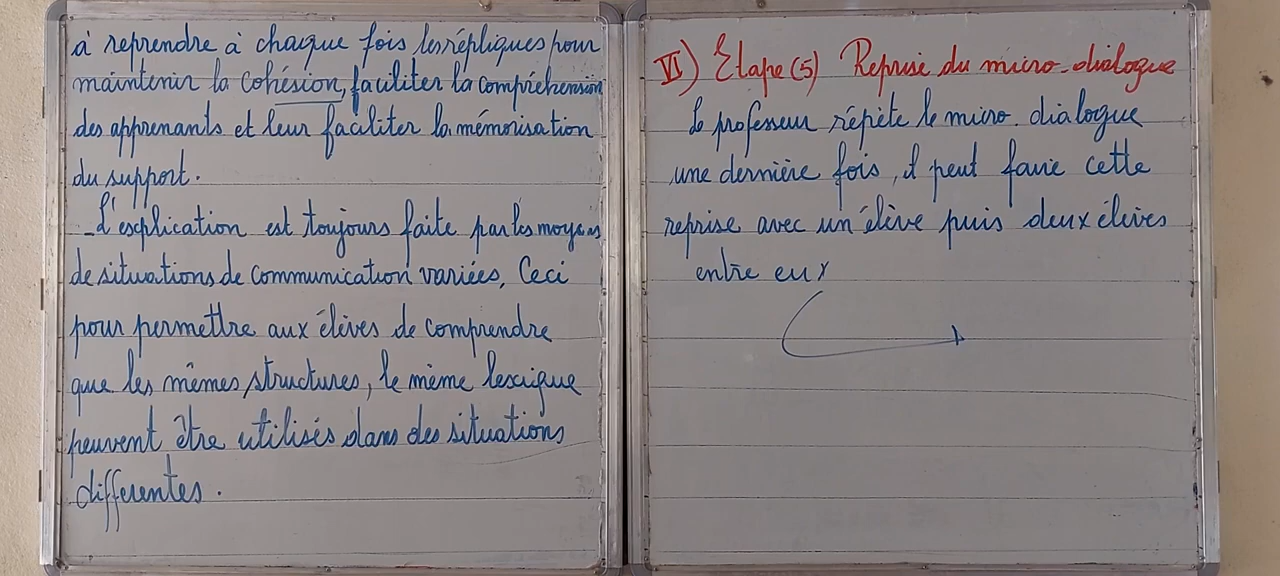 à reprendre à chaque fois les répliques pour
maintenir la cohésion, faciliter la compréhension
des apprenants et leur faciliter la mémorisation
du support.
- L'explication est toujours faite par les moyens
de situations de communication variées, Ceci
pour permettre aux élèves de comprendre
que les mêmes structures, le même lexique
peuvent être utilisés dans des situations
differentes.
VI) Etape (5) Reprise du micro-dialogue
Le professeur répète le micro-dialogue
une dernière fois, il peut faire cette
reprise avec un élève puis deux élèves
entre eux